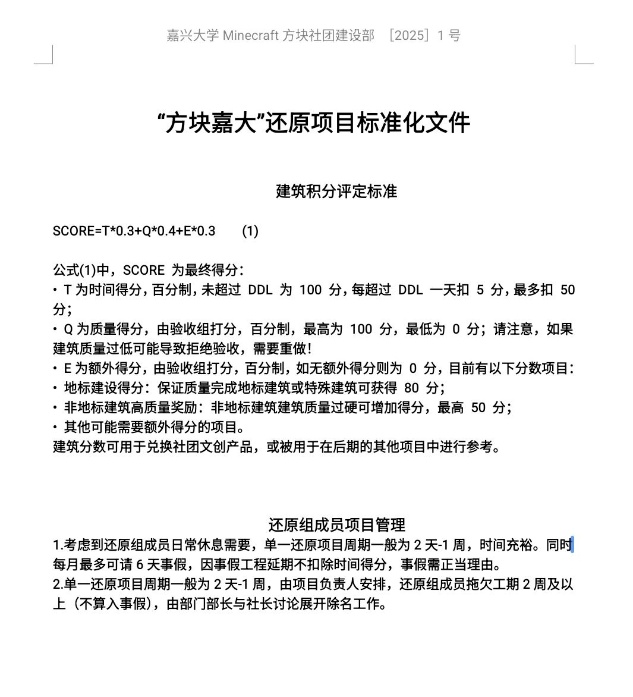 嘉兴大学 Minecraft 方块社团建设部 ［2025］1 号
“方块嘉大”还原项目标准化文件
建筑积分评定标准
SCORE=T*0.3+Q*0.4+E*0.3 (1)
公式(1)中，SCORE 为最终得分：
· T 为时间得分，百分制，未超过 DDL 为 100 分，每超过 DDL 一天扣 5 分，最多扣 50
分；
· Q 为质量得分，由验收组打分，百分制，最高为 100 分，最低为 0 分；请注意，如果
建筑质量过低可能导致拒绝验收，需要重做！
· E 为额外得分，由验收组打分，百分制，如无额外得分则为 0 分，目前有以下分数项目：
· 地标建设得分：保证质量完成地标建筑或特殊建筑可获得 80 分；
· 非地标建筑高质量奖励：非地标建筑建筑质量过硬可增加得分，最高 50 分；
· 其他可能需要额外得分的项目。
建筑分数可用于兑换社团文创产品，或被用于在后期的其他项目中进行参考。
还原组成员项目管理
1.考虑到还原组成员日常休息需要，单一还原项目周期一般为 2 天-1 周，时间充裕。同时
每月最多可请 6 天事假，因事假工程延期不扣除时间得分，事假需正当理由。
2.单一还原项目周期一般为 2 天-1 周，由项目负责人安排，还原组成员拖欠工期 2 周及以
上（不算入事假），由部门部长与社长讨论展开除名工作。